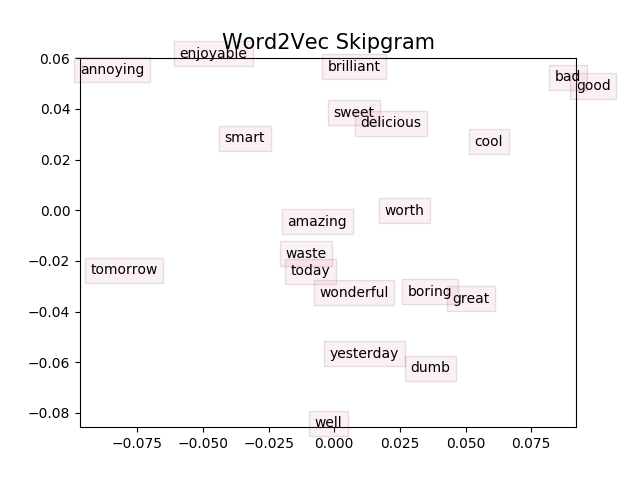 Word2Vec Skipgram
enjoyable
0.06
annoying
brilliant
bad
good
0.04
sweet
delicious
smart
cool
0.02
0.00
worth
amazing
waste
−0.02
tomorrow
today
wonderful
boring
great
−0.04
yesterday
−0.06
dumb
−0.08
well
−0.075 −0.050 −0.025 0.000 0.025 0.050 0.075